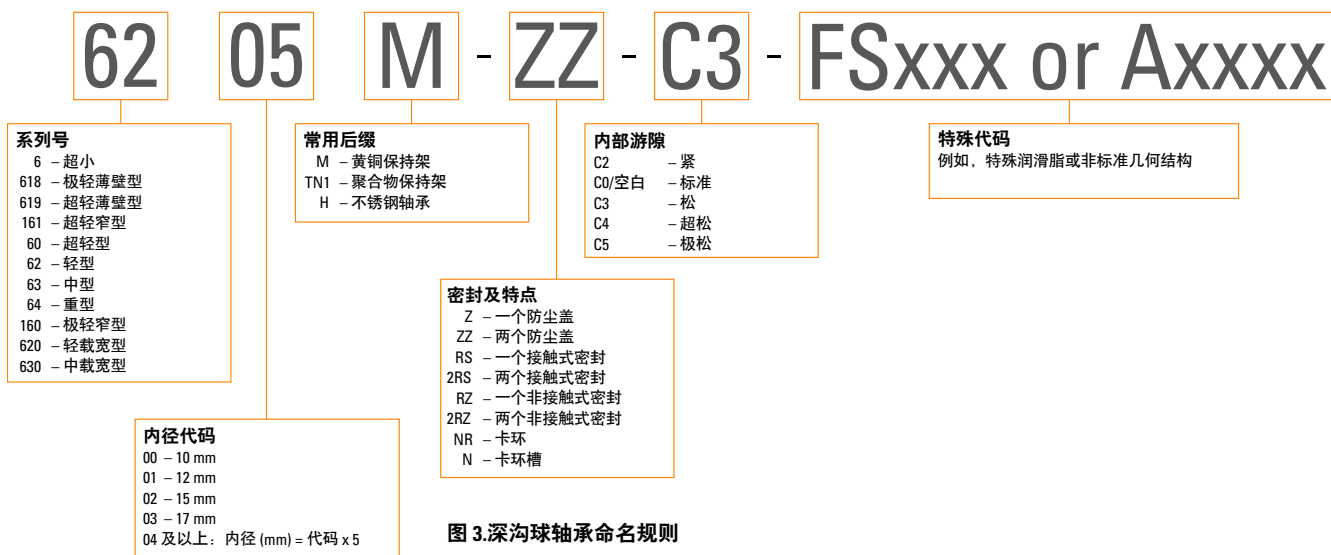 62 05 M - ZZ - C3 - FSxxx or Axxxx
系列号
6 – 超小
618 – 极轻薄壁型
619 – 超轻薄壁型
161 – 超轻窄型
60 – 超轻型
62 – 轻型
63 – 中型
64 – 重型
160 – 极轻窄型
620 – 轻载宽型
630 – 中载宽型
常用后缀
M – 黄铜保持架
TN1 – 聚合物保持架
H – 不锈钢轴承
内部游隙
C2 – 紧
C0/空白 – 标准
C3 – 松
C4 – 超松
C5 – 极松
特殊代码
例如，特殊润滑脂或非标准几何结构
密封及特点
Z – 一个防尘盖
ZZ – 两个防尘盖
RS – 一个接触式密封
2RS – 两个接触式密封
RZ – 一个非接触式密封
2RZ – 两个非接触式密封
NR – 卡环
N – 卡环槽
内径代码
00 – 10 mm
01 – 12 mm
02 – 15 mm
03 – 17 mm
04 及以上：内径 (mm) = 代码 x 5
图 3.深沟球轴承命名规则